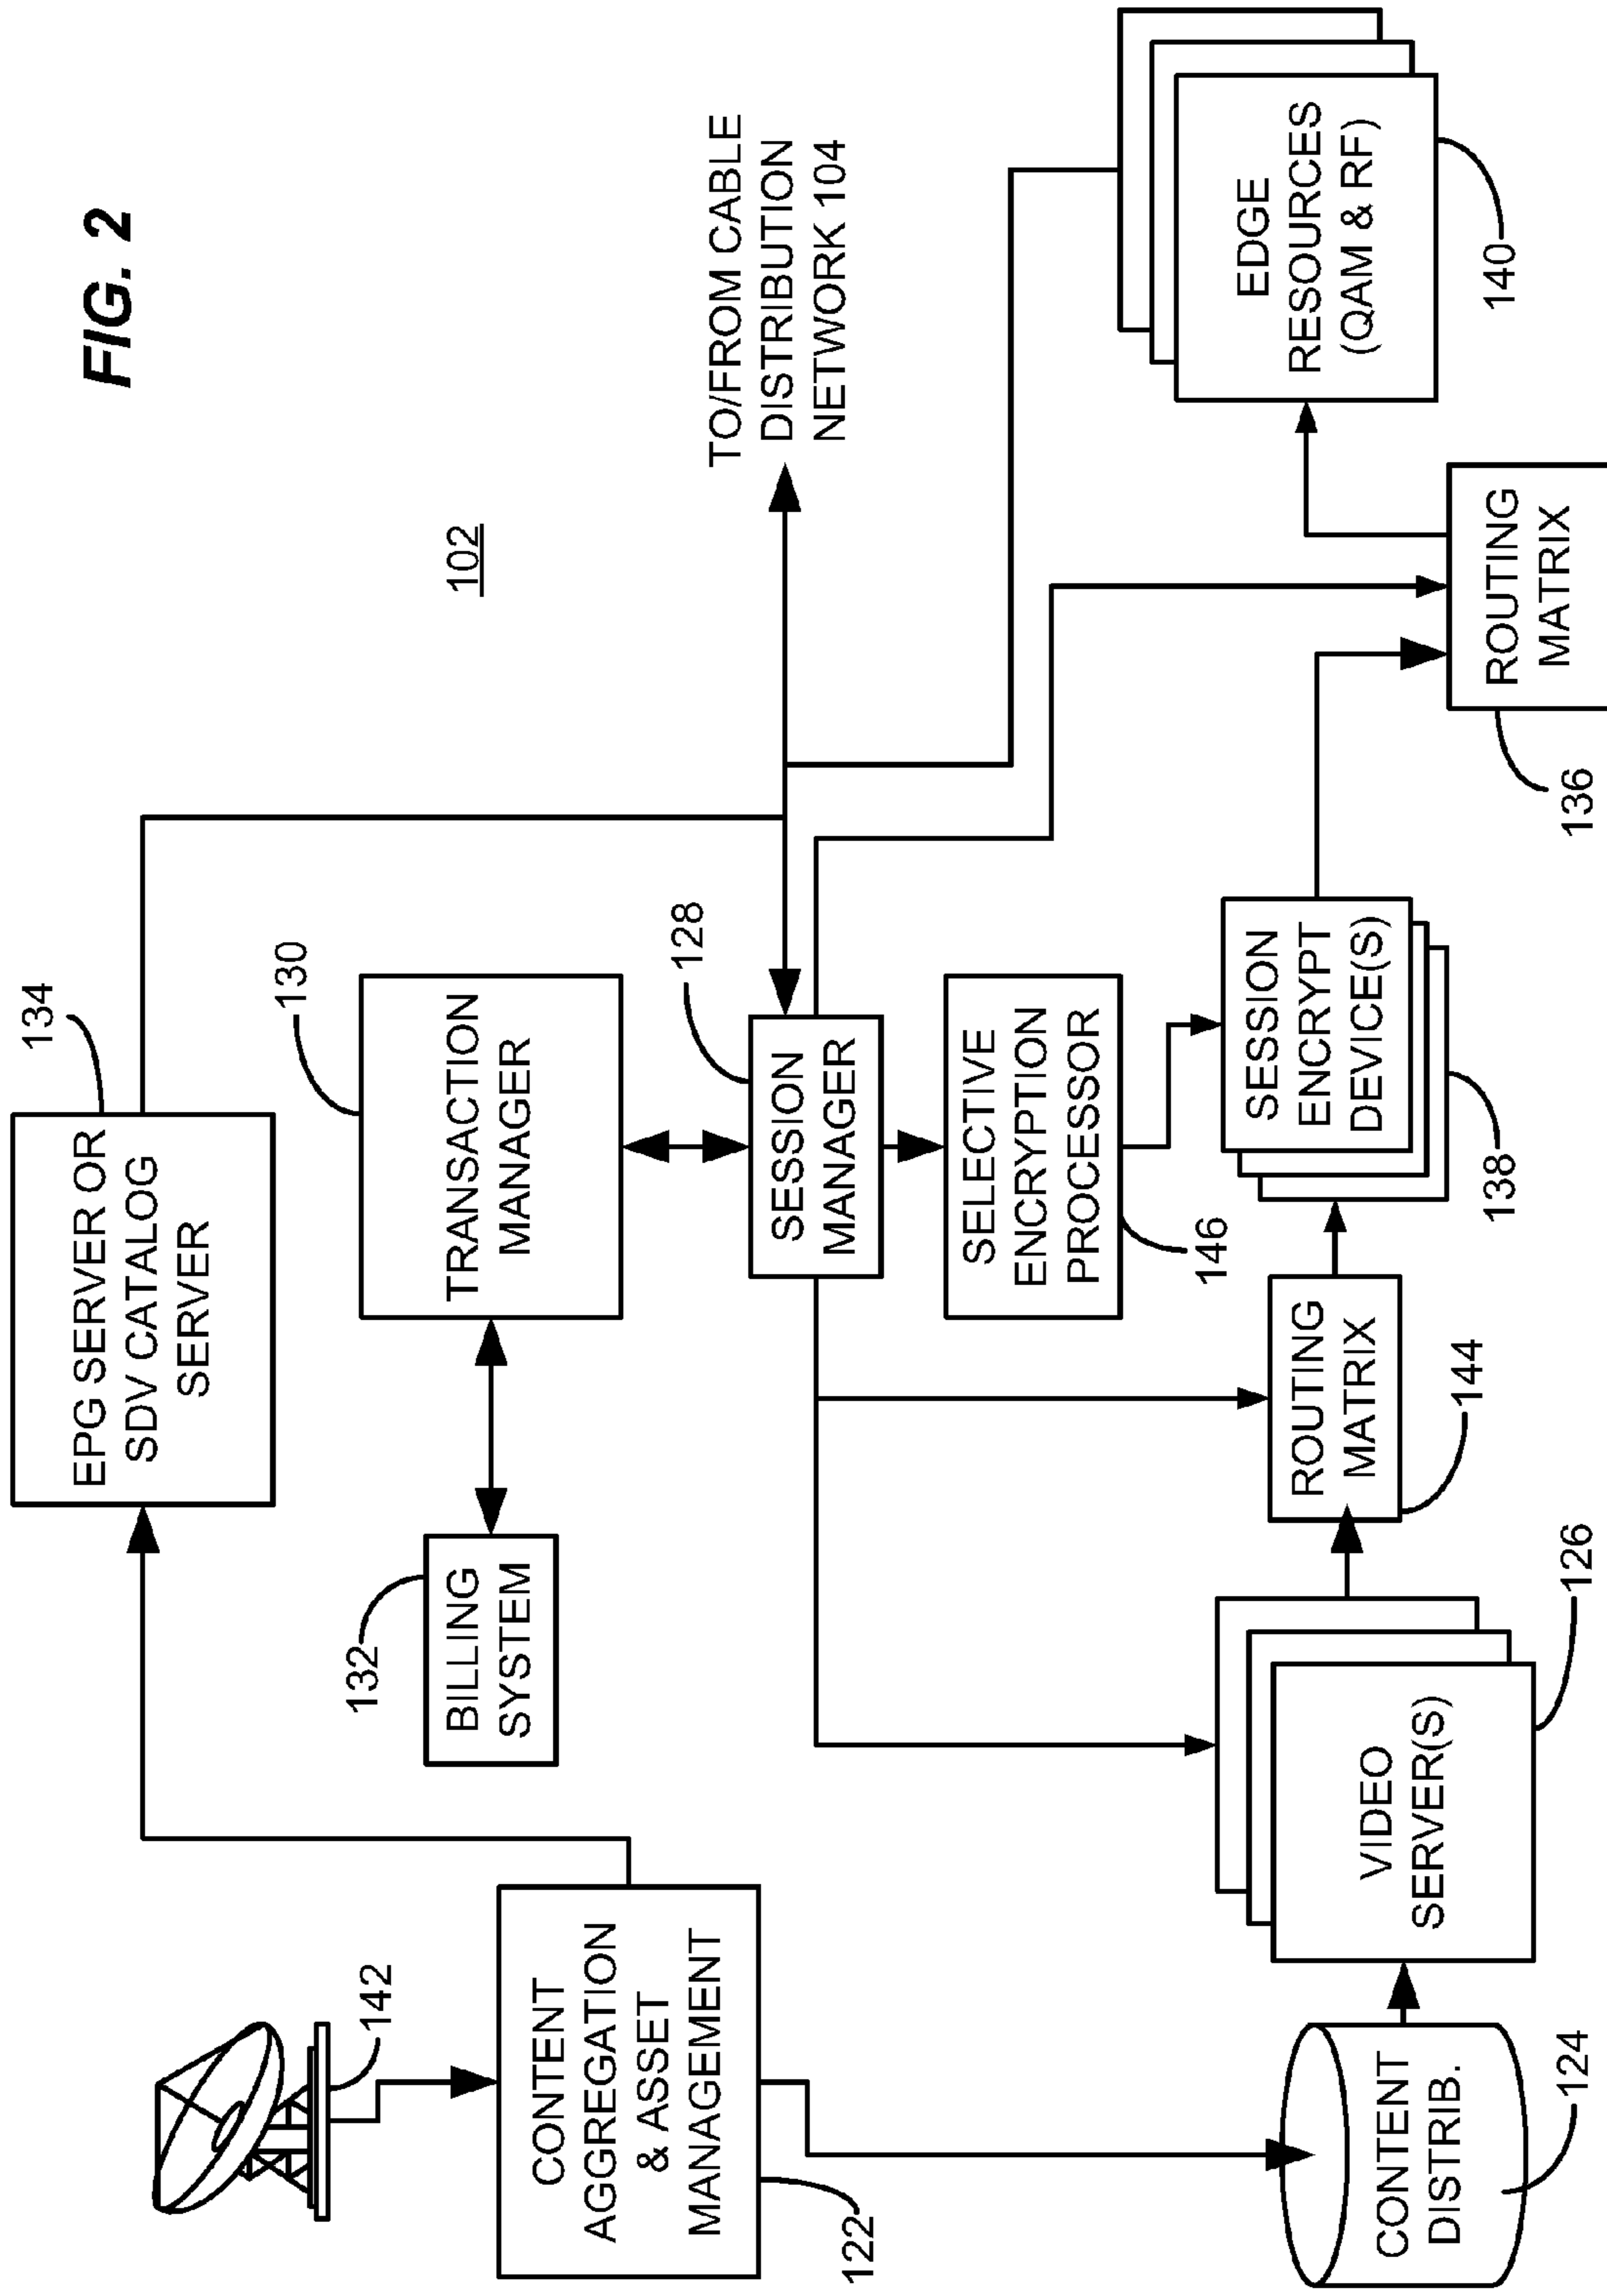 FIG. 2
102
134
EPG SERVER OR
SDV CATALOG
SERVER
142
132
BILLING
SYSTEM
130
TRANSACTION
MANAGER
CONTENT
AGGREGATION
& ASSET
MANAGEMENT
122
128
SESSION
MANAGER
TO/FROM CABLE
DISTRIBUTION
NETWORK 104
SELECTIVE
ENCRYPTION
PROCESSOR
146
CONTENT
DISTRIB.
124
VIDEO
SERVER(S)
126
ROUTING
MATRIX
144
SESSION
ENCRYPT
DEVICE(S)
138
ROUTING
MATRIX
136
EDGE
RESOURCES
(QAM & RF)
140